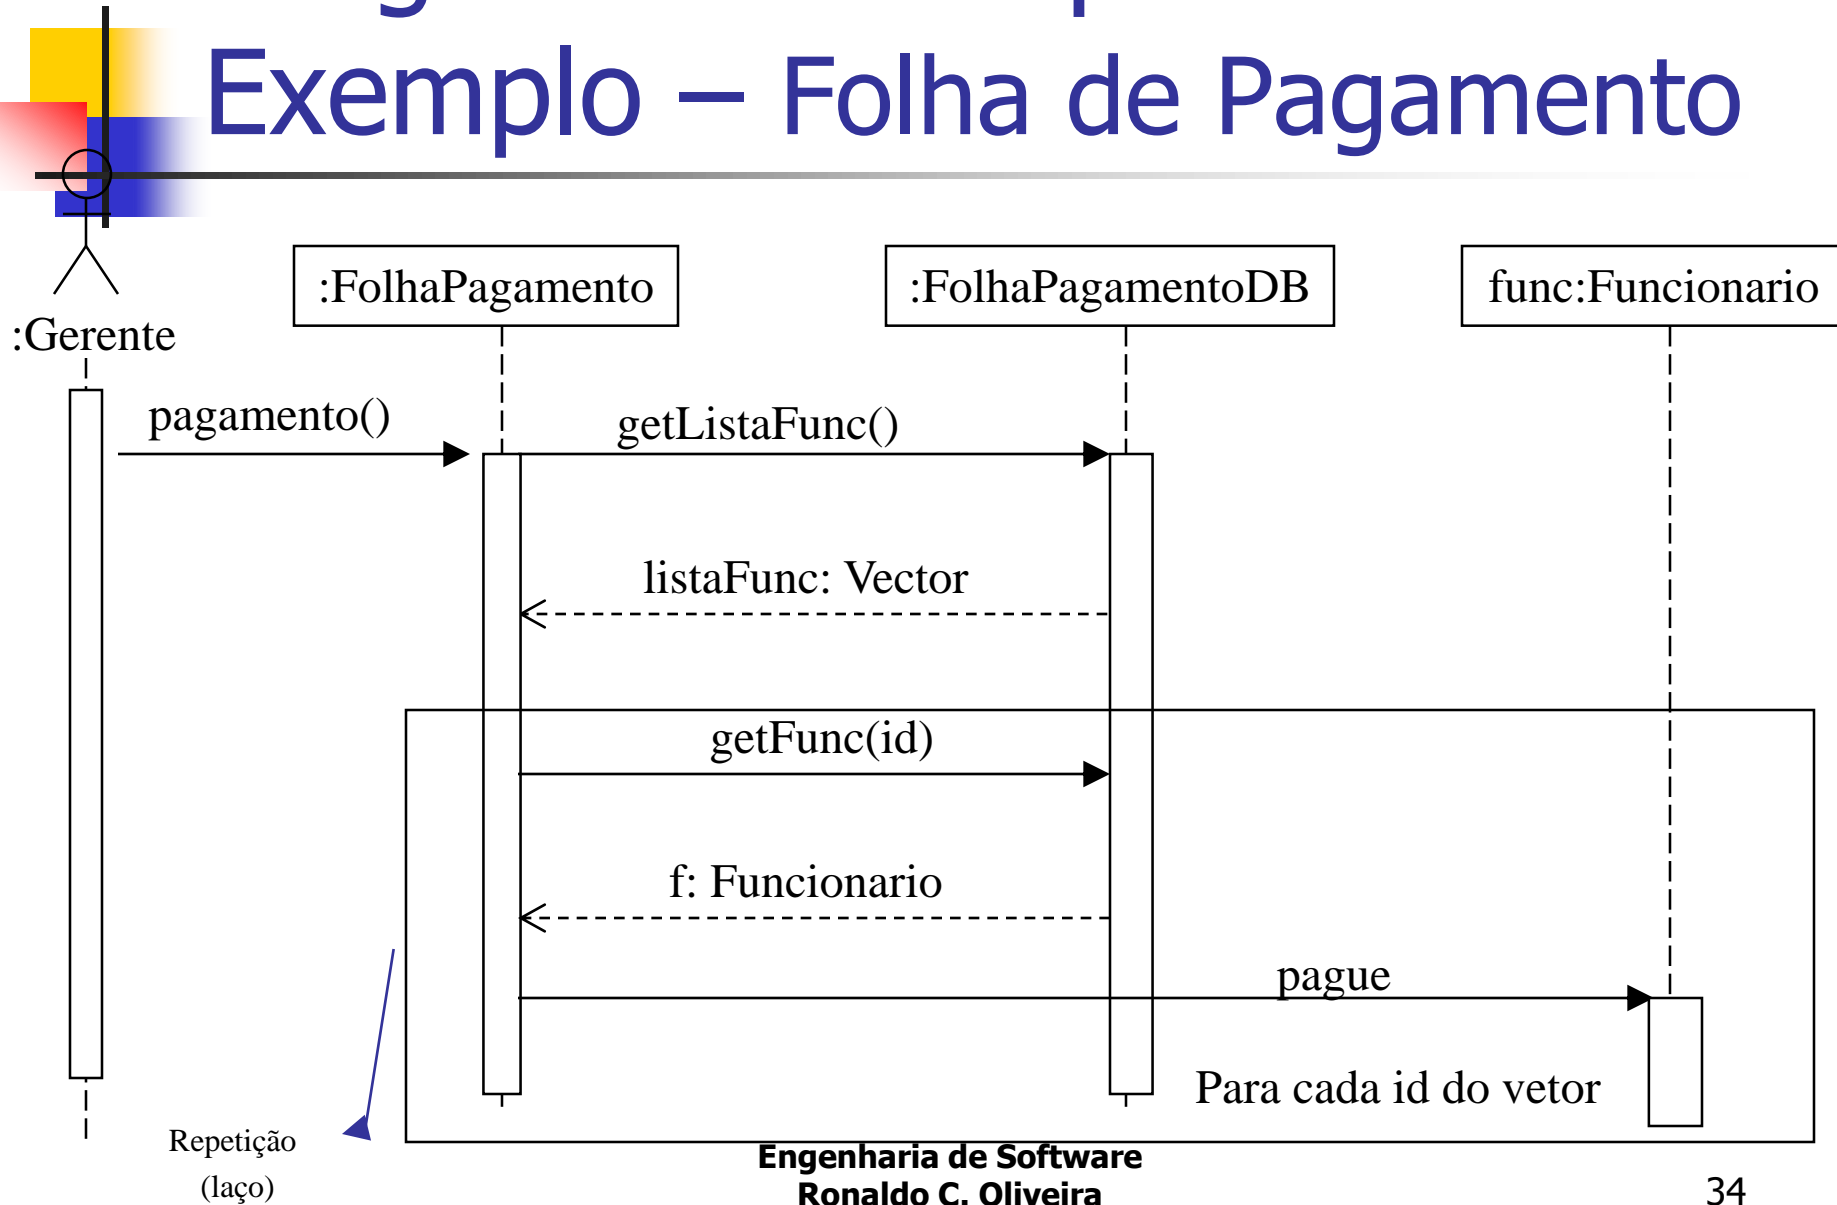 Exemplo – Folha de Pagamento
:Gerente
:FolhaPagamento
:FolhaPagamentoDB
func:Funcionario
pagamento()
getListaFunc()
listaFunc: Vector
getFunc(id)
f: Funcionario
pague
Para cada id do vetor
Repetição
(laço)
Engenharia de Software
Ronaldo C. Oliveira
34